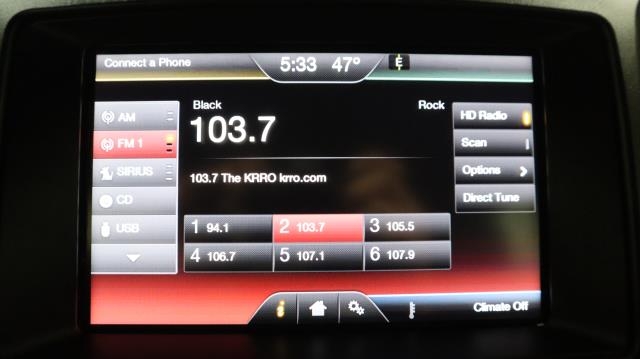 Connect a Phone
5:33 47° E
Black Rock
AM
103.7
HD Radio
FM 1
Scan
SIRIUS
103.7 The KRRO krro.com
Options
CD
Direct Tune
USB
1 94.1 2 103.7 3 105.5
4 106.7 5 107.1 6 107.9
Climate Off